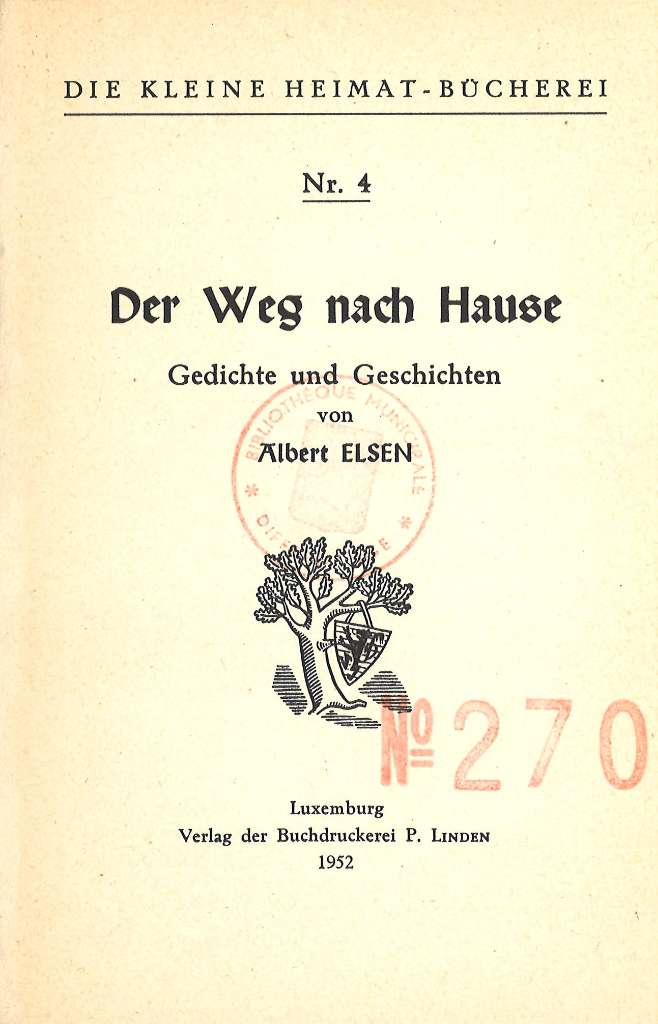 DIE KLEINE HEIMAT-BÜCHEREI
Nr. 4
Der Weg nach Hause
Gedichte und Geschichten
von
Albert ELSEN
BIBLIOTHÈQUE MUNICIPALE
Luxemburg
Verlag der Buchdruckerei P. LINDEN
1952
Nº 270